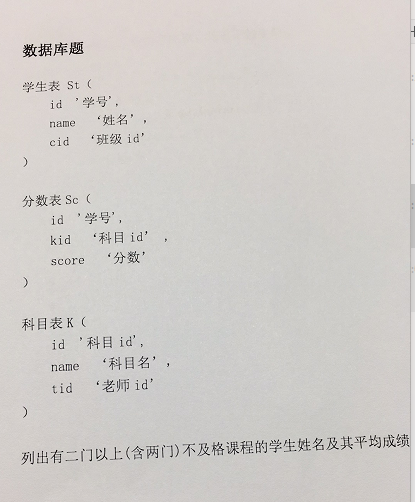 数据库题
学生表 St（
id '学号',
name ‘姓名’,
cid ‘班级 id’
）
分数表 Sc（
id '学号',
kid ‘科目 id’ ,
score ‘分数’
）
科目表 K（
id '科目 id',
name ‘科目名’,
tid ‘老师 id’
）
列出有二门以上(含两门)不及格课程的学生姓名及其平均成绩